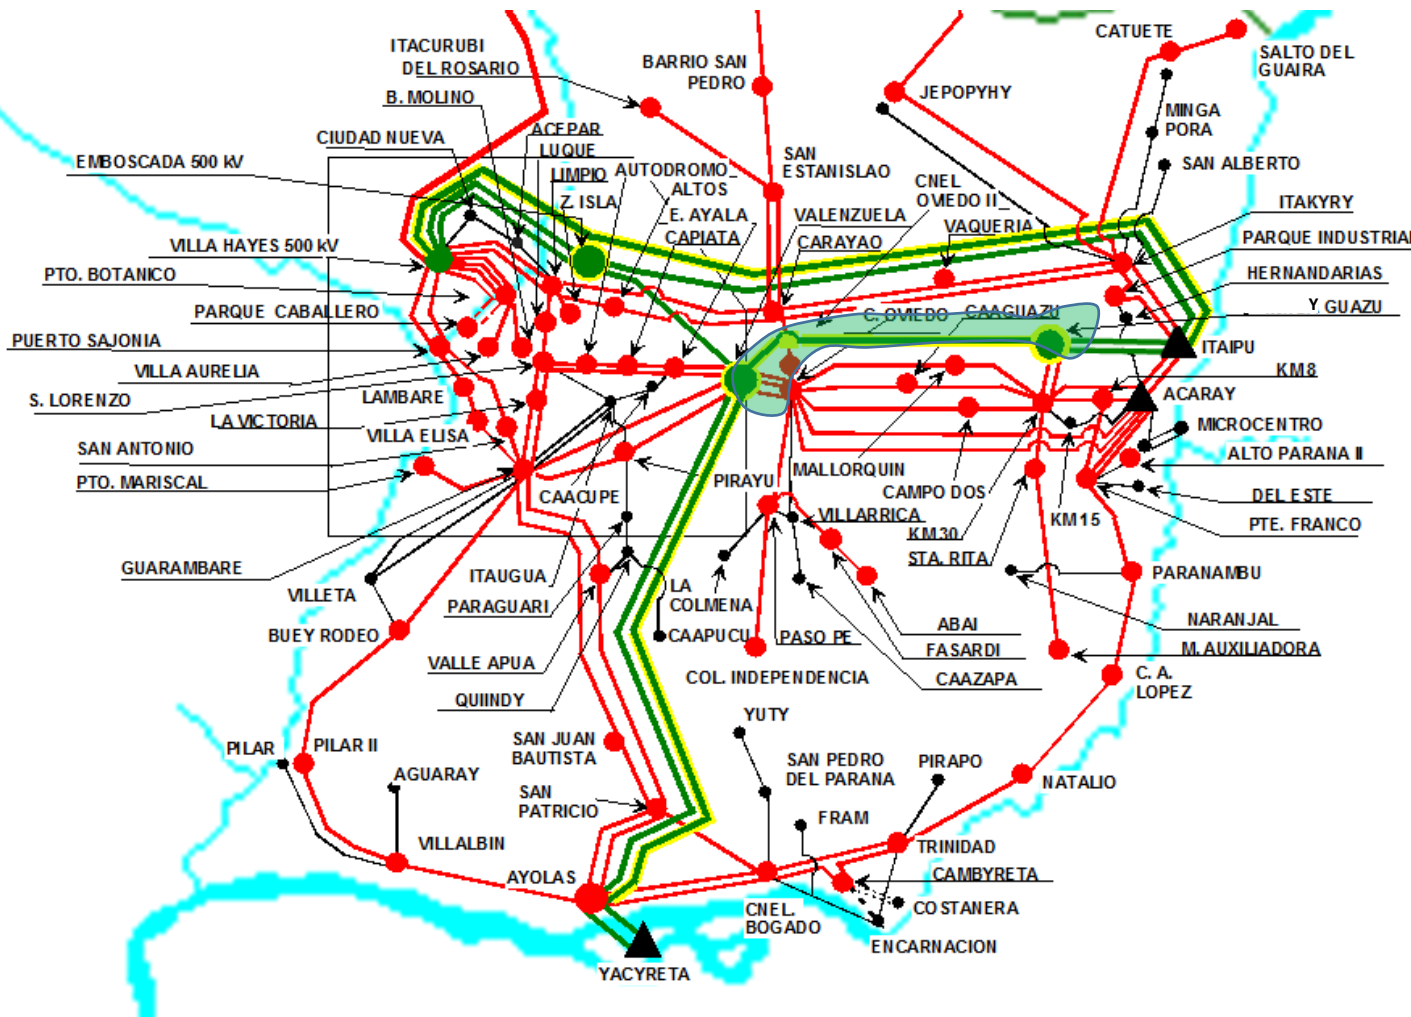 CATUETE
SALTO DEL
GUAIRA
ITACURUBI
DEL ROSARIO
BARRIO SAN
PEDRO
JEPOPYHY
B. MOLINO
MINGA
PORA
CIUDAD NUEVA
ACEPAR
LUQUE
LIMPIO
EMBOSCADA 500 kV
AUTODROMO
ALTOS
SAN
ESTANISLAO
SAN ALBERTO
CNEL
OVIEDO II
Z. ISLA
E. AYALA
CAPIATA
VALENZUELA
CARAYAO
VAQUERIA
ITAKYRY
PARQUE INDUSTRIAL
VILLA HAYES 500 kV
PTO. BOTANICO
HERNANDARIAS
PARQUE CABALLERO
C. OVIEDO
CAAGUAZU
Y. GUAZU
PUERTO SAJONIA
ITAIPU
VILLA AURELIA
KM8
S. LORENZO
LAMBARE
ACARAY
LA VICTORIA
MICROCENTRO
VILLA ELISA
SAN ANTONIO
ALTO PARANA II
PTO. MARISCAL
CAACUPE
PIRAYU
MALLORQUIN
CAMPO DOS
DEL ESTE
VILLARRICA
KM15
KM30
PTE. FRANCO
STA. RITA
GUARAMBARE
ITAUGUA
VILLETA
PARAGUARI
LA
COLMENA
PARANAMBU
NARANJAL
BUEY RODEO
CAAPUCU
PASO PE
ABAI
FASARDI
M. AUXILIADORA
VALLE APUA
COL. INDEPENDENCIA
CAAZAPA
C. A.
LOPEZ
QUIINDY
YUTY
PILAR
PILAR II
SAN JUAN
BAUTISTA
SAN PEDRO
DEL PARANA
PIRAPO
NATALIO
AGUARAY
SAN
PATRICIO
FRAM
VILLALBIN
TRINIDAD
AYOLAS
CAMBYRETA
CNEL.
BOGADO
COSTANERA
ENCARNACION
YACYRETA